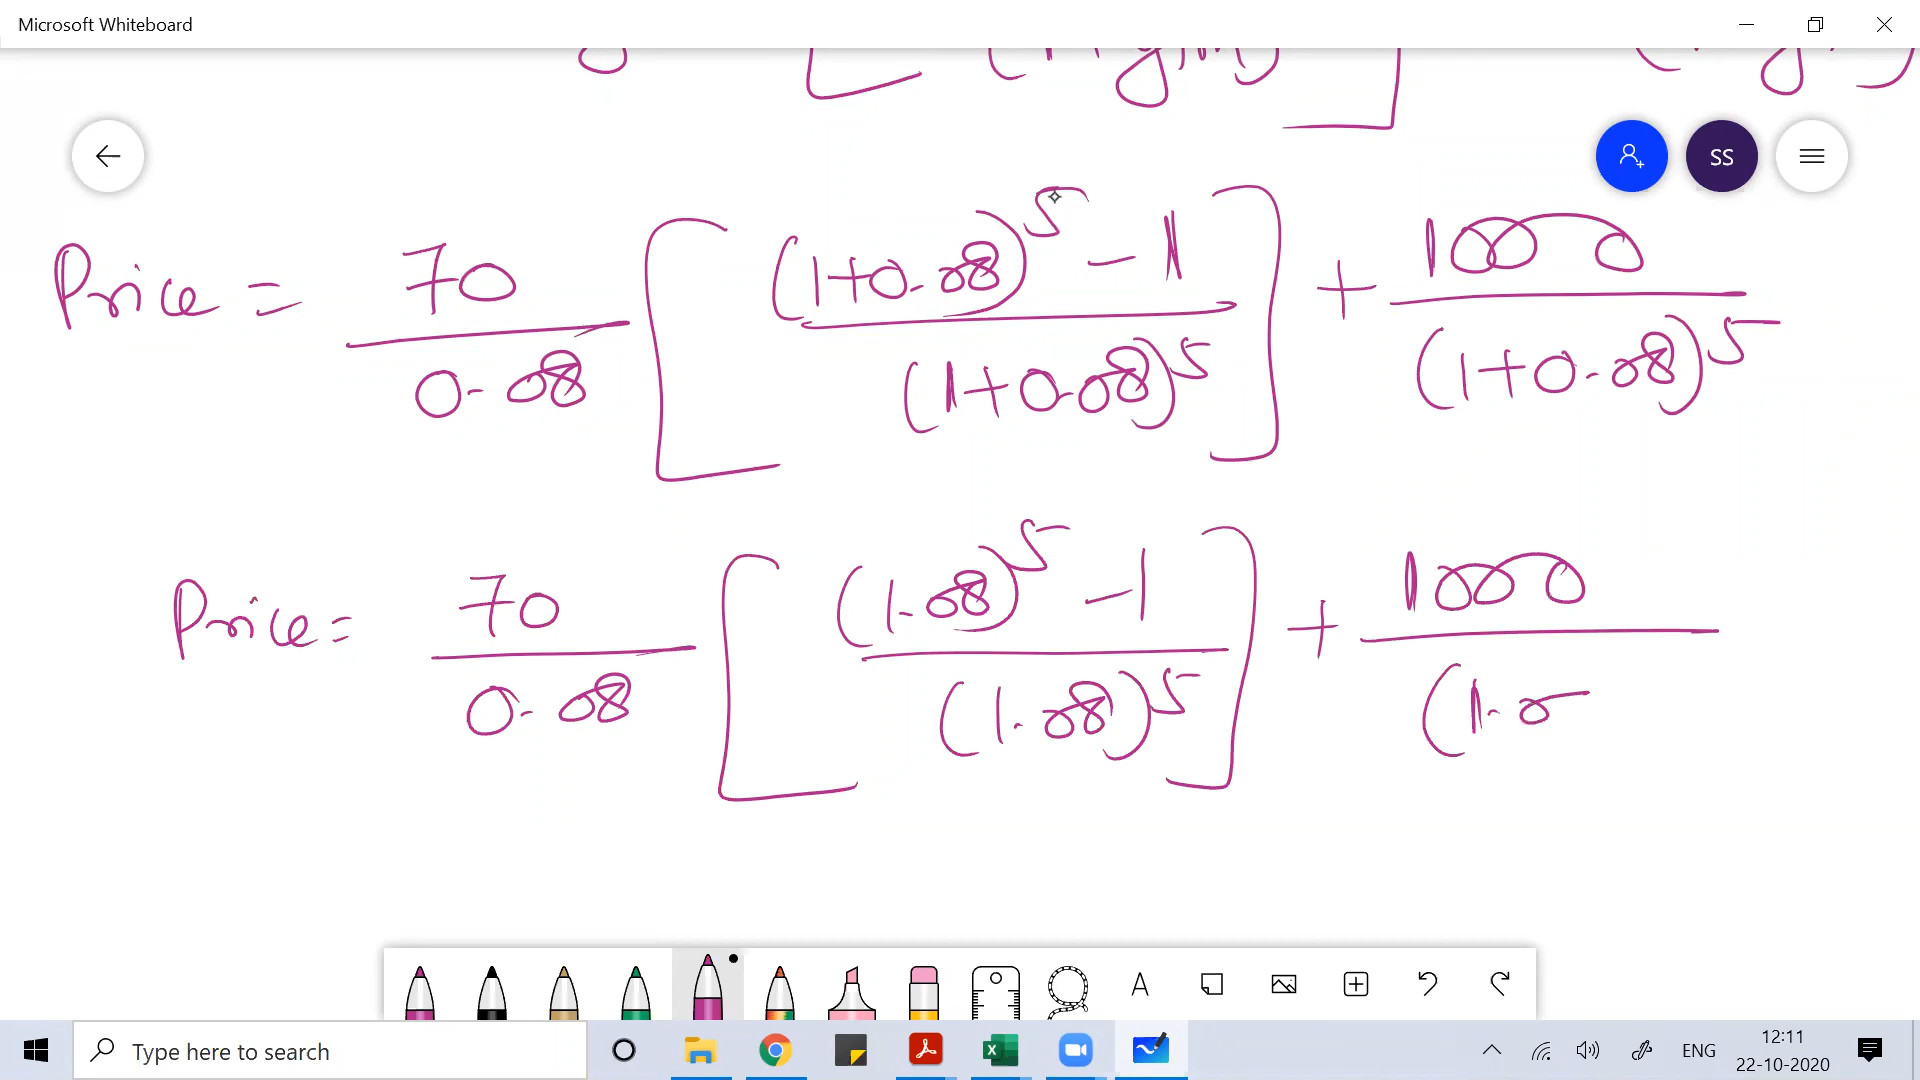 Microsoft Whiteboard
SS
Price = 70/0.08 [ (1+0.08)^5 - 1 / (1+0.08)^5 ] + 1000/(1+0.08)^5
Price = 70/0.08 [ (1.08)^5 - 1 / (1.08)^5 ] + 1000/(1.0
A
Type here to search
ENG
12:11
22-10-2020